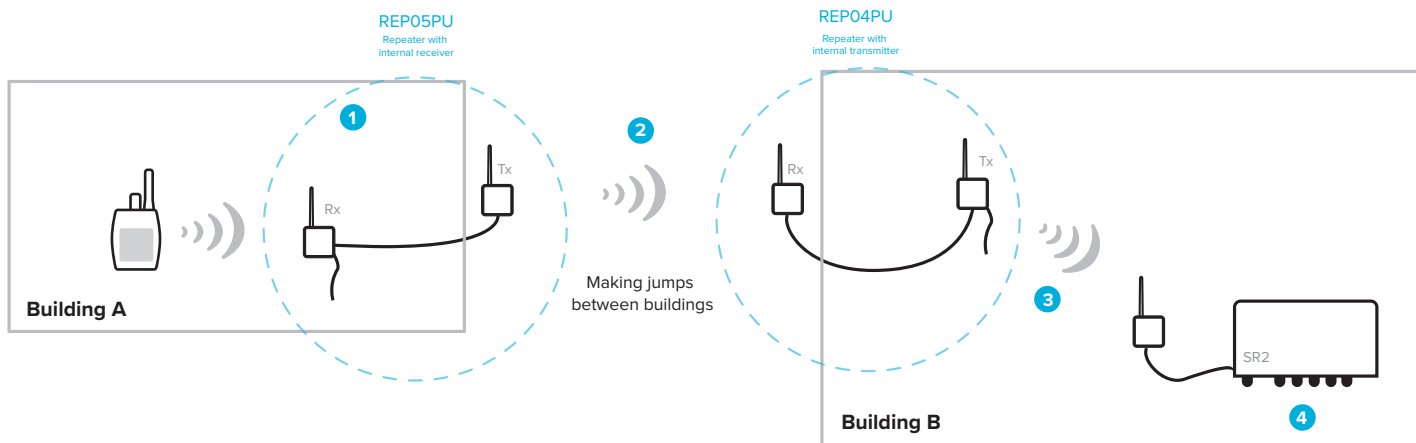 REP05PU
Repeater with
internal receiver
REP04PU
Repeater with
internal transmitter
1
2
Tx
Rx
Rx
Tx
Making jumps
between buildings
Building A
3
SR2
4
Building B